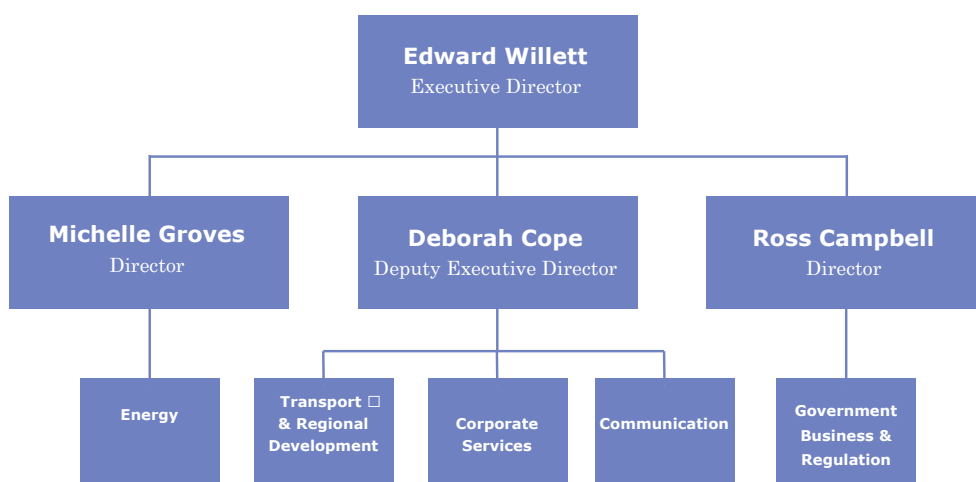 Edward Willett
Executive Director
Michelle Groves
Director
Deborah Cope
Deputy Executive Director
Ross Campbell
Director
Energy
Transport □
& Regional
Development
Corporate
Services
Communication
Government
Business &
Regulation